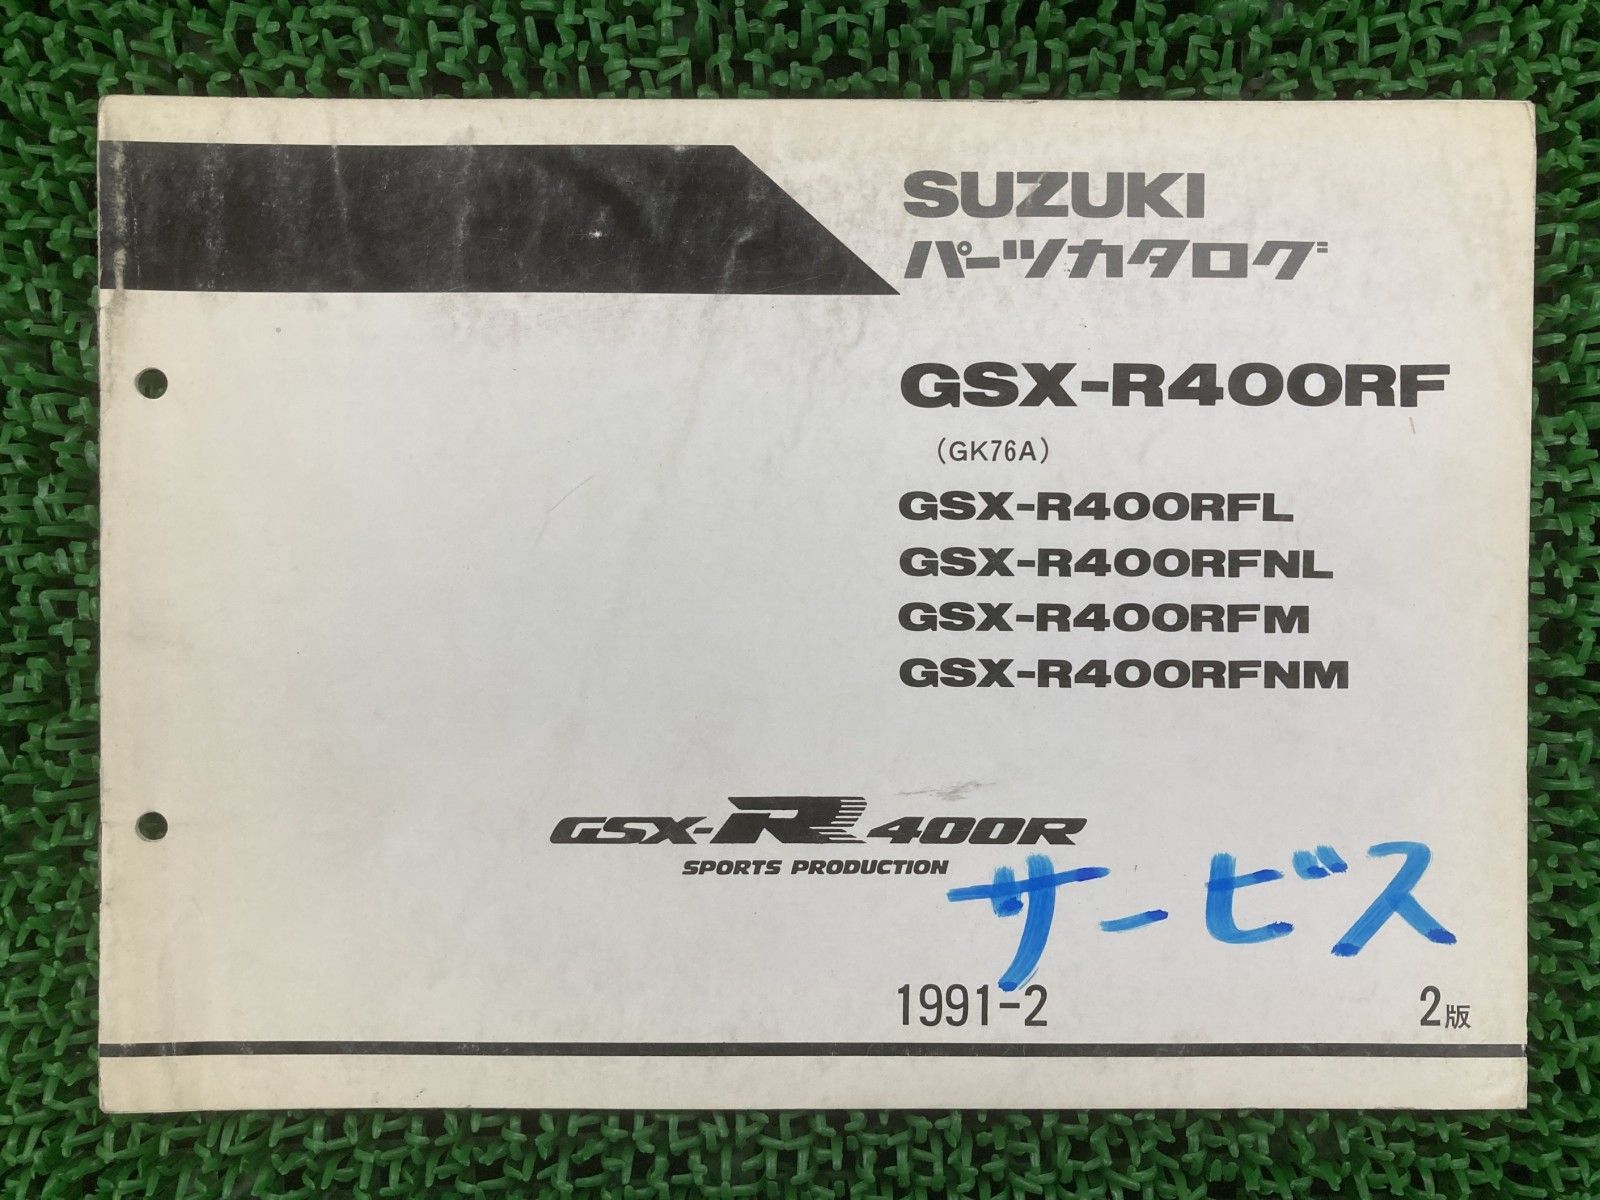 SUZUKI
パーツカタログ
GSX-R400RF
(GK76A)
GSX-R400RFL
GSX-R400RFNL
GSX-R400RFM
GSX-R400RFNM
GSX-R 400R
SPORTS PRODUCTION
サービス
1991-2 2版